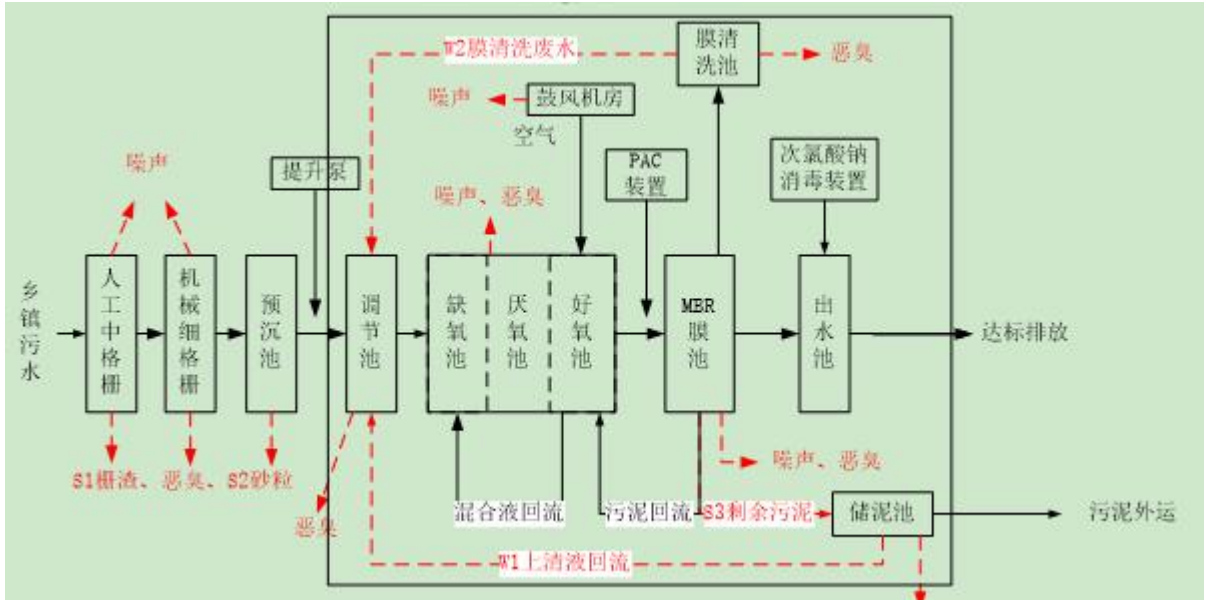 W2膜清洗废水
膜清洗池
恶臭
噪声
鼓风机房
空气
噪声
提升泵
PAC装置
次氯酸钠消毒装置
噪声、恶臭
乡镇污水
人工中格栅
机械细格栅
预沉池
调节池
缺氧池
厌氧池
好氧池
MBR膜池
出水池
达标排放
S1栅渣、恶臭、S2砂粒
噪声、恶臭
恶臭
混合液回流
污泥回流
S3剩余污泥
储泥池
污泥外运
W1上清液回流